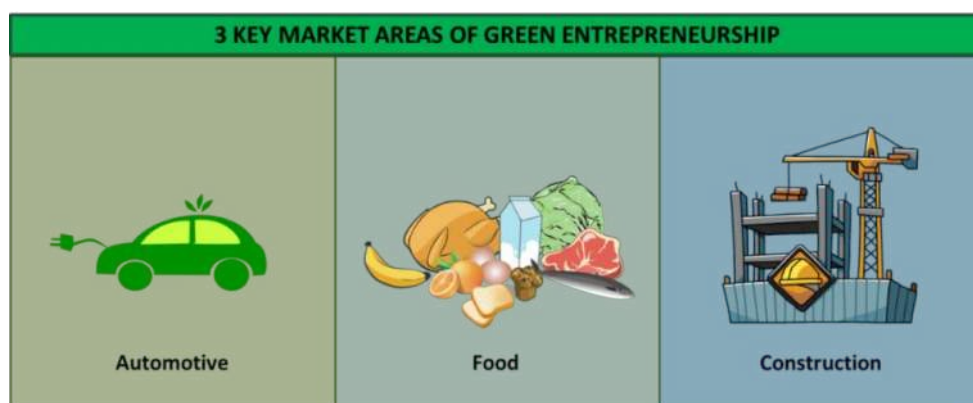 3 KEY MARKET AREAS OF GREEN ENTREPRENEURSHIP
Automotive
Food
Construction